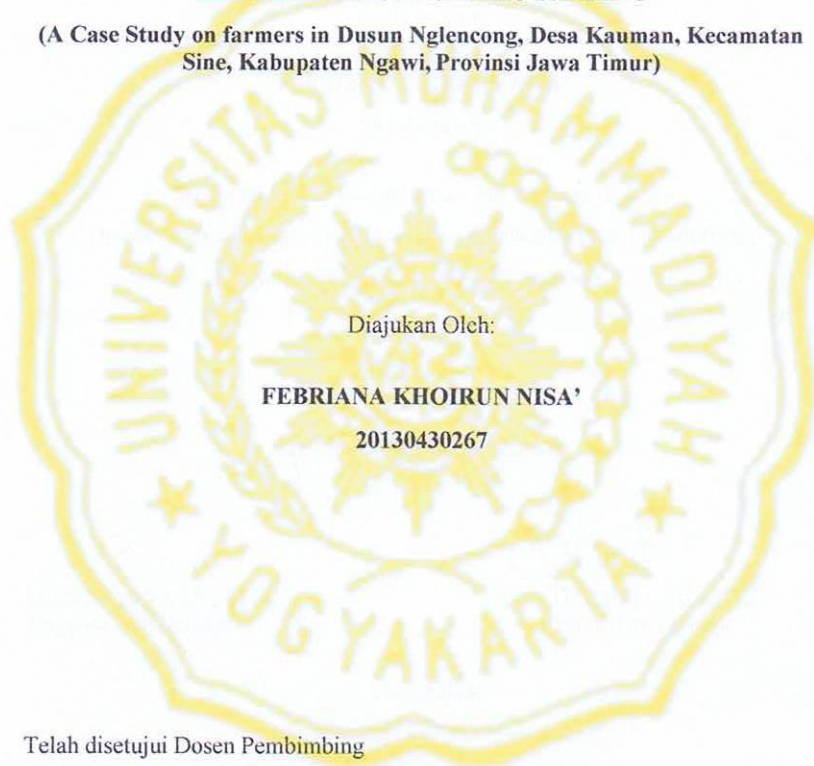 (A Case Study on farmers in Dusun Nglencong, Desa Kauman, Kecamatan
Sine, Kabupaten Ngawi, Provinsi Jawa Timur)
UNIVERSITAS MUHAMMADIYAH
Diajukan Oleh:
FEBRIANA KHOIRUN NISA'
20130430267
YOGYAKARTA
Telah disetujui Dosen Pembimbing